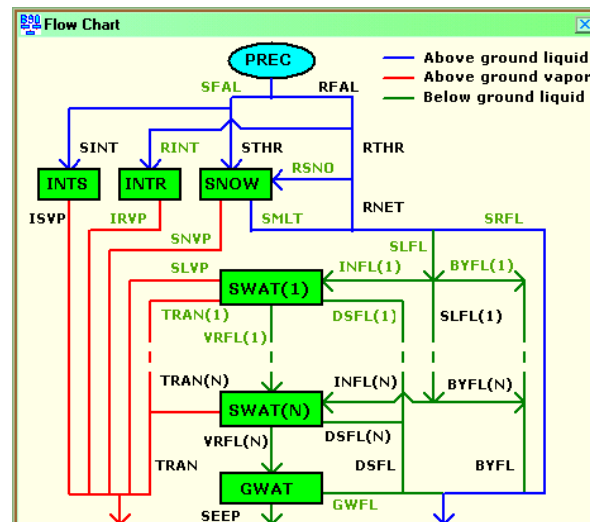 B90 Flow Chart
PREC
Above ground liquid
Above ground vapor
Below ground liquid
SFAL RFAL
SINT RINT STHR RTHR
RSNO
INTS INTR SNOW
ISVP IRVP SMLT RNET SRFL
SNVP SLFL
SLVP INFL(1) BYFL(1)
SWAT(1)
TRAN(1) DSFL(1) SLFL(1)
VRFL(1)
TRAN(N) INFL(N) BYFL(N)
SWAT(N)
VRFL(N) DSFL(N)
TRAN DSFL BYFL
GWAT
GWFL
SEEP